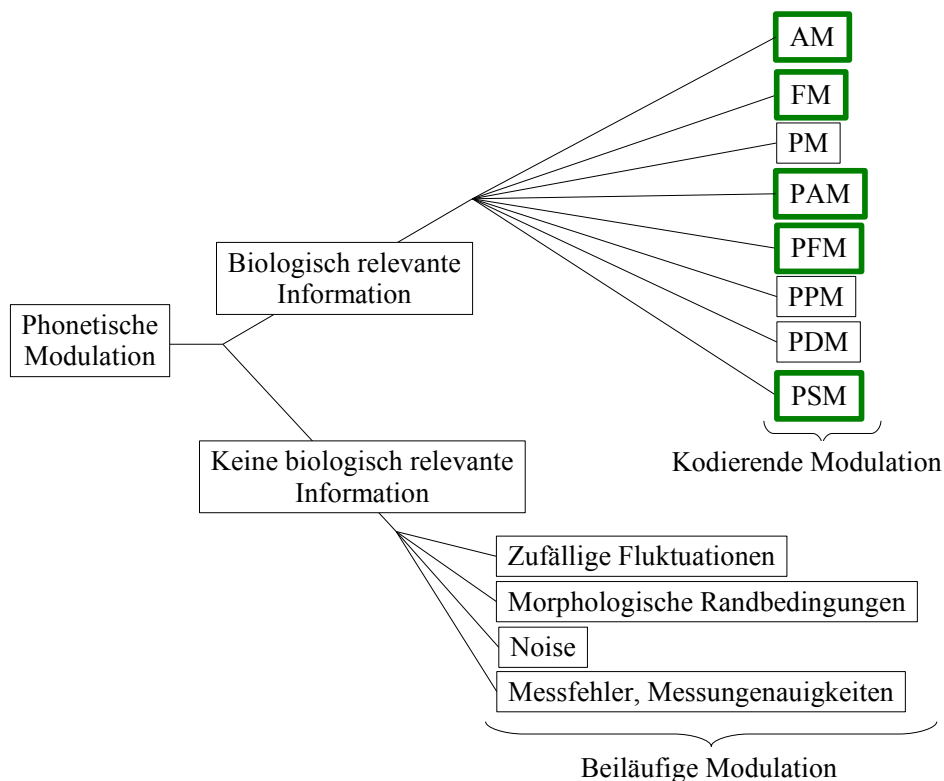 AM
FM
PM
PAM
Biologisch relevante
Information
PFM
PPM
Phonetische
Modulation
PDM
PSM
Keine biologisch relevante
Information
Kodierende Modulation
Zufällige Fluktuationen
Morphologische Randbedingungen
Noise
Messfehler, Messungenauigkeiten
Beiläufige Modulation